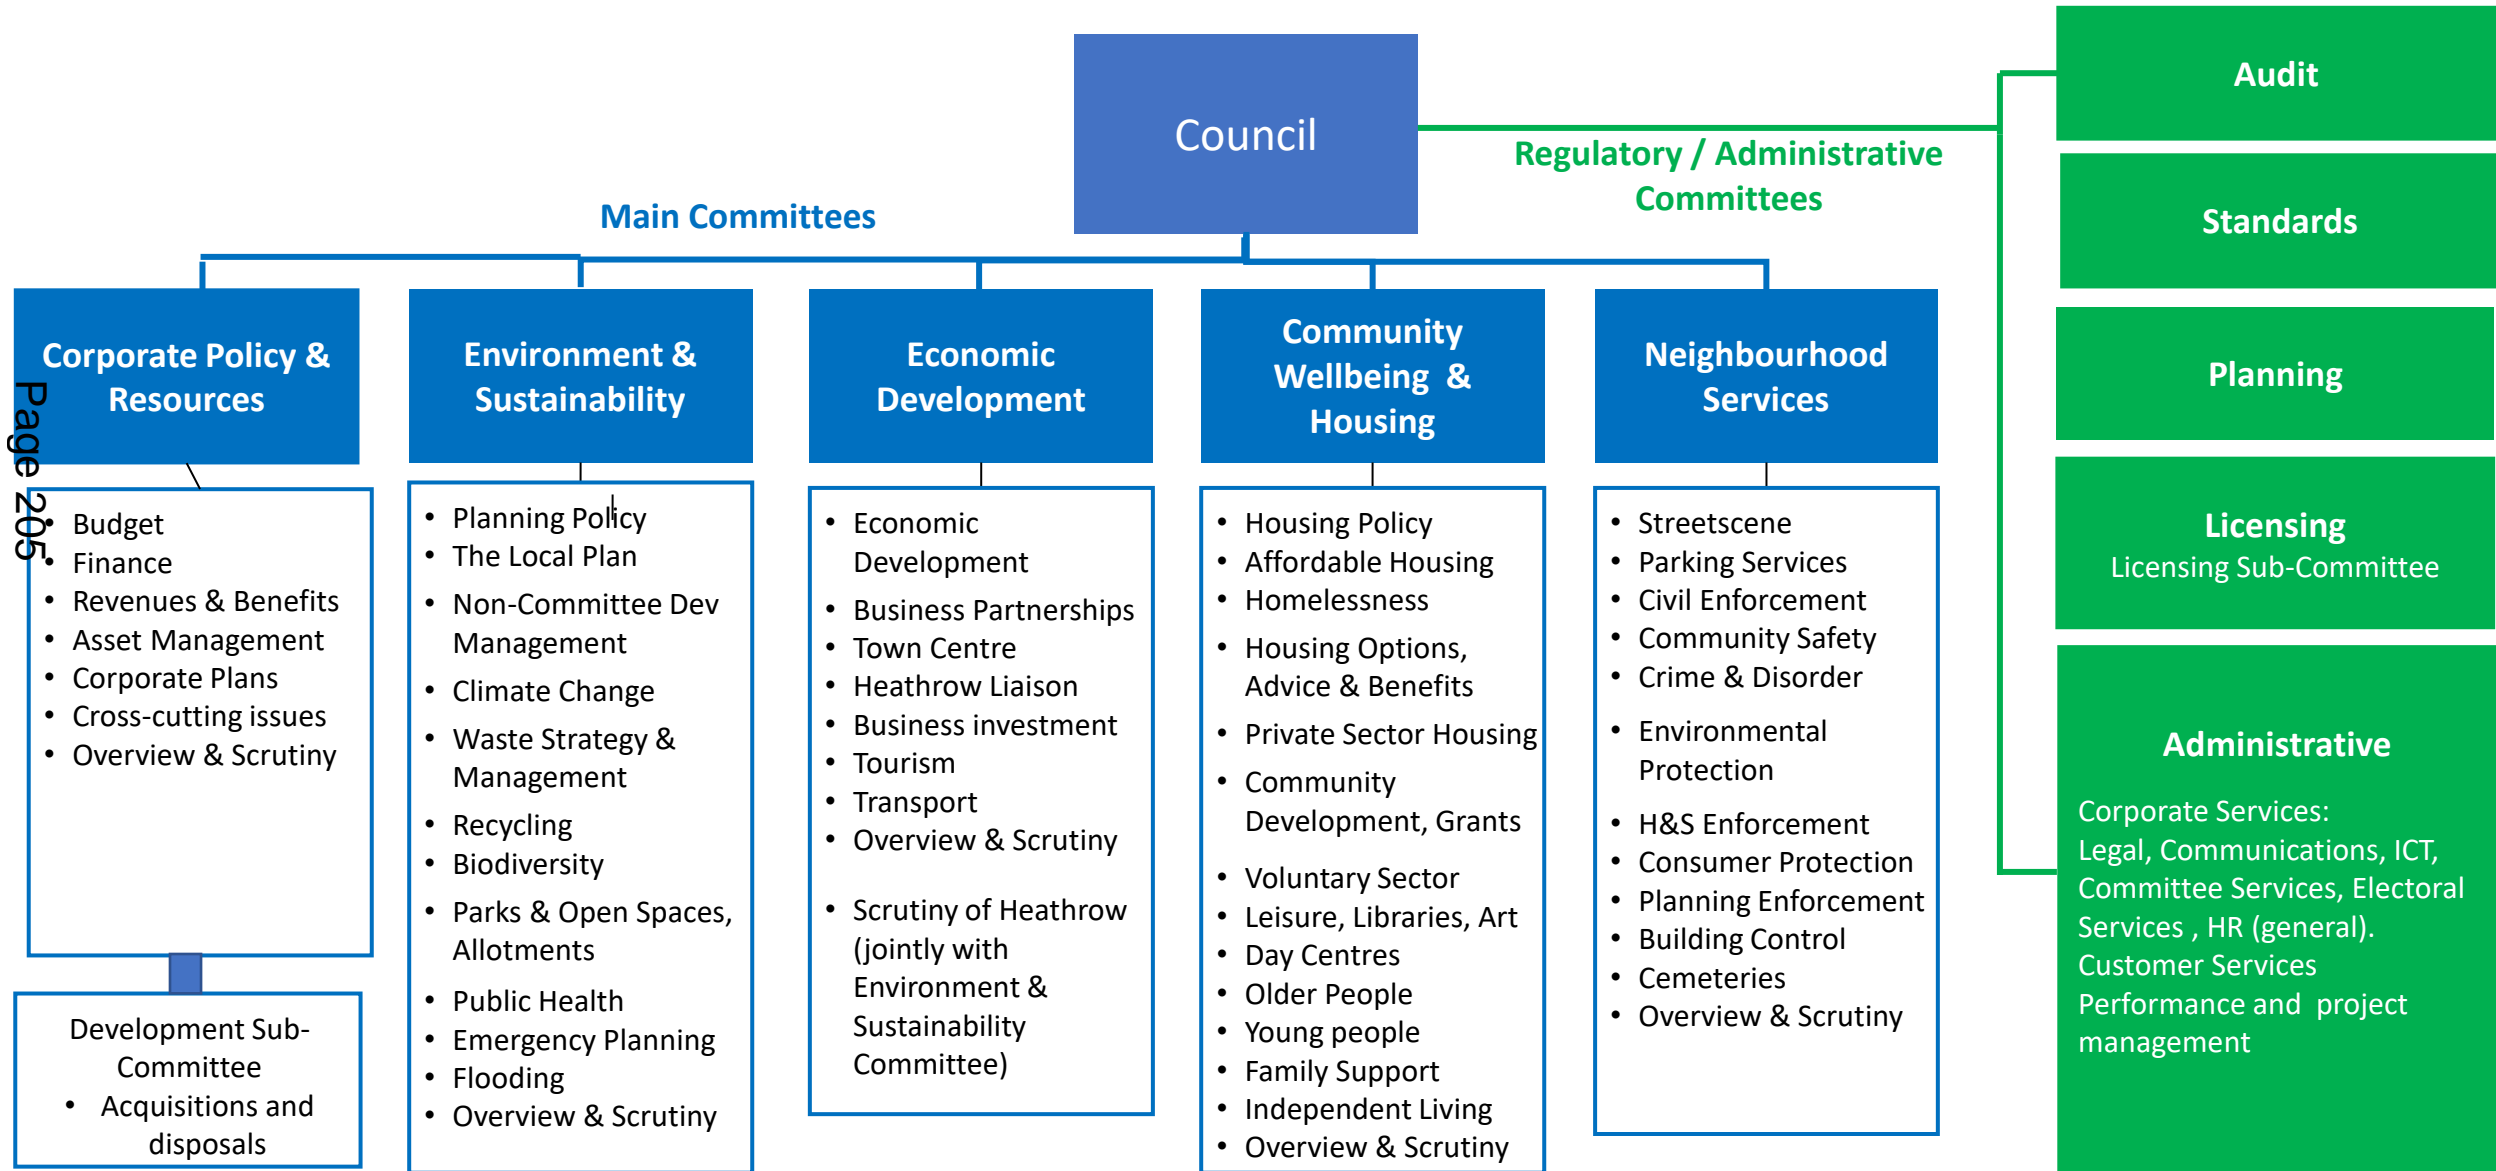 Council
Main Committees
Regulatory / Administrative
Committees
Corporate Policy &
Resources
Budget
Finance
Revenues & Benefits
Asset Management
Corporate Plans
Cross-cutting issues
Overview & Scrutiny
Development Sub-
Committee
Acquisitions and
disposals
Environment &
Sustainability
Planning Policy
The Local Plan
Non-Committee Dev
Management
Climate Change
Waste Strategy &
Management
Recycling
Biodiversity
Parks & Open Spaces,
Allotments
Public Health
Emergency Planning
Flooding
Overview & Scrutiny
Economic
Development
Economic
Development
Business Partnerships
Town Centre
Heathrow Liaison
Business investment
Tourism
Transport
Overview & Scrutiny
Scrutiny of Heathrow
(jointly with
Environment &
Sustainability
Committee)
Community
Wellbeing &
Housing
Housing Policy
Affordable Housing
Homelessness
Housing Options,
Advice & Benefits
Private Sector Housing
Community
Development, Grants
Voluntary Sector
Leisure, Libraries, Art
Day Centres
Older People
Young people
Family Support
Independent Living
Overview & Scrutiny
Neighbourhood
Services
Streetscene
Parking Services
Civil Enforcement
Community Safety
Crime & Disorder
Environmental
Protection
H&S Enforcement
Consumer Protection
Planning Enforcement
Building Control
Cemeteries
Overview & Scrutiny
Audit
Standards
Planning
Licensing
Licensing Sub-Committee
Administrative
Corporate Services:
Legal, Communications, ICT,
Committee Services, Electoral
Services , HR (general).
Customer Services
Performance and project
management
Page 205